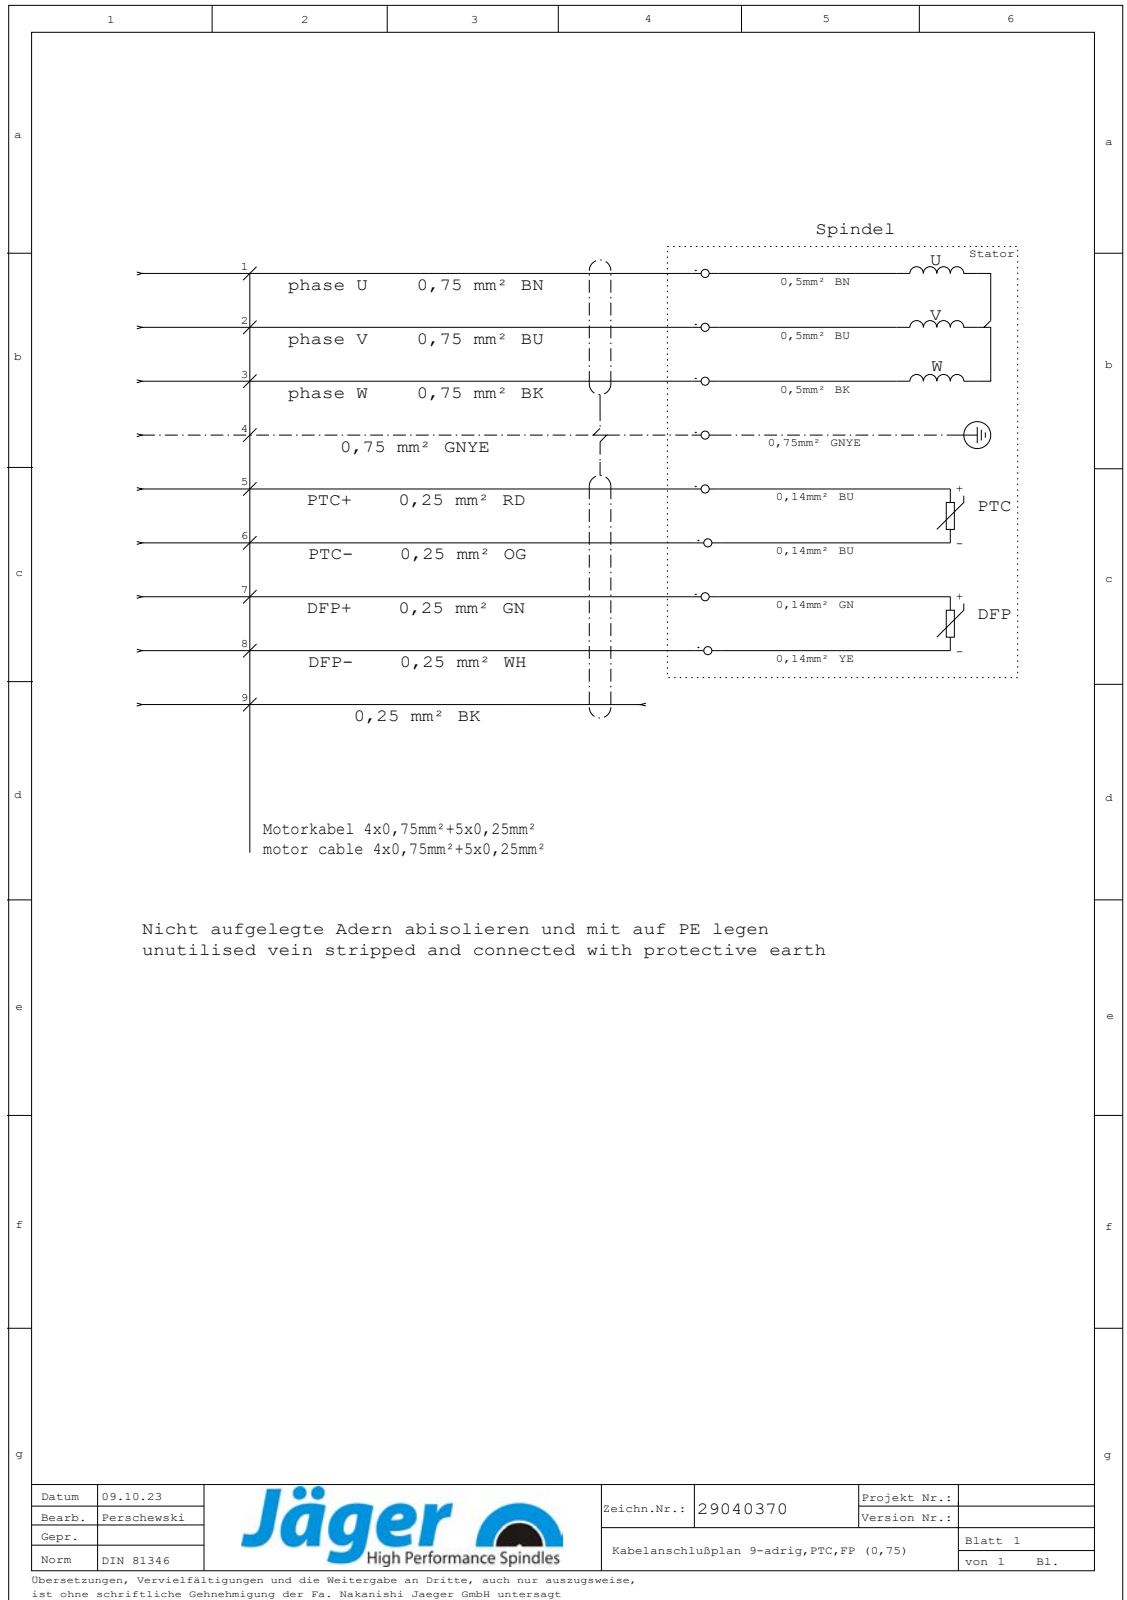 1 2 3 4 5 6
a a
Spindel
Stator
1 U
phase U 0,75 mm² BN 0,5mm² BN
2 V
phase V 0,75 mm² BU 0,5mm² BU
b b
3 W
phase W 0,75 mm² BK 0,5mm² BK
4
0,75 mm² GNYE 0,75mm² GNYE
5 +
PTC+ 0,25 mm² RD 0,14mm² BU PTC
6 -
PTC- 0,25 mm² OG 0,14mm² BU
c c
7 +
DFP+ 0,25 mm² GN 0,14mm² GN DFP
8 -
DFP- 0,25 mm² WH 0,14mm² YE
9
0,25 mm² BK
d d
Motorkabel 4x0,75mm²+5x0,25mm²
motor cable 4x0,75mm²+5x0,25mm²
Nicht aufgelegte Adern abisolieren und mit auf PE legen
unutilised vein stripped and connected with protective earth
e e
f f
g g
Datum 09.10.23
Bearb. Perschewski
Gepr.
Norm DIN 81346
Jäger
High Performance Spindles
Zeichn.Nr.: 29040370
Projekt Nr.:
Version Nr.:
Kabelanschlußplan 9-adrig,PTC,FP (0,75)
Blatt 1
von 1 Bl.
Übersetzungen, Vervielfältigungen und die Weitergabe an Dritte, auch nur auszugsweise,
ist ohne schriftliche Gehnehmigung der Fa. Nakanishi Jaeger GmbH untersagt